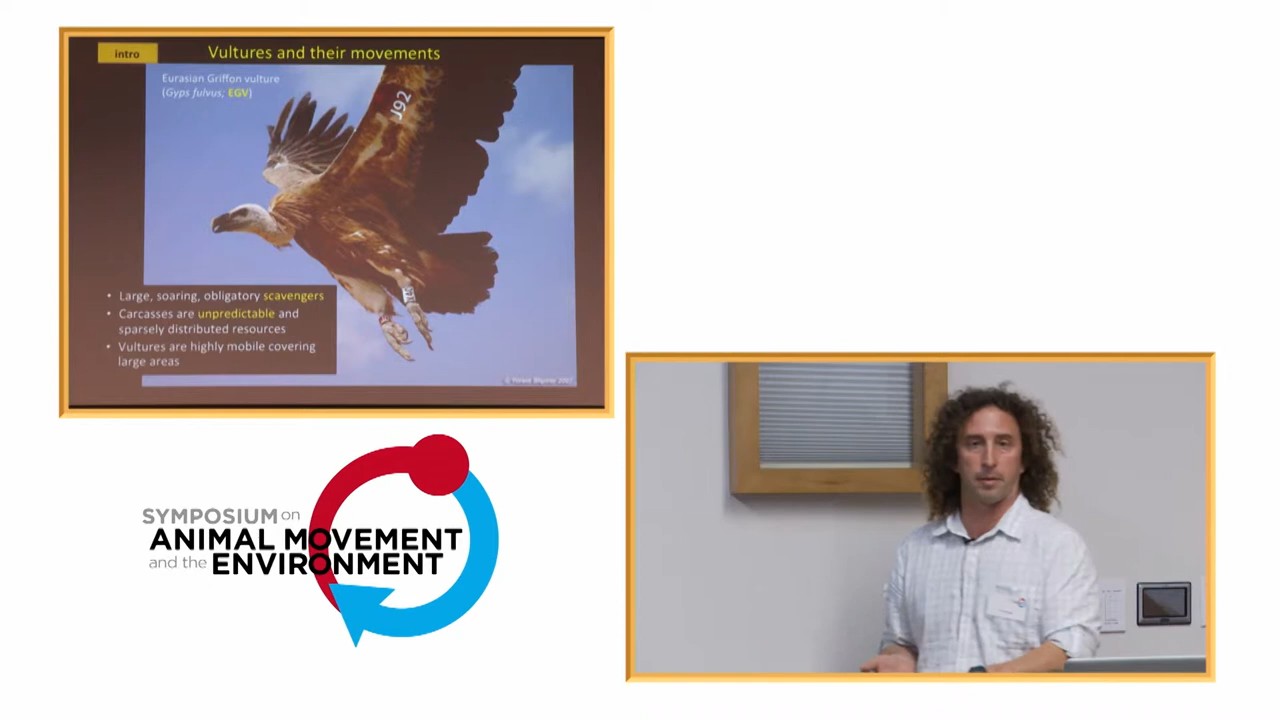 intro
Vultures and their movements
Eurasian Griffon vulture
(Gyps fulvus; EGV)
J92
• Large, soaring, obligatory scavengers
• Carcasses are unpredictable and
sparsely distributed resources
• Vultures are highly mobile covering
large areas
SYMPOSIUM on
ANIMAL MOVEMENT
and the ENVIRONMENT